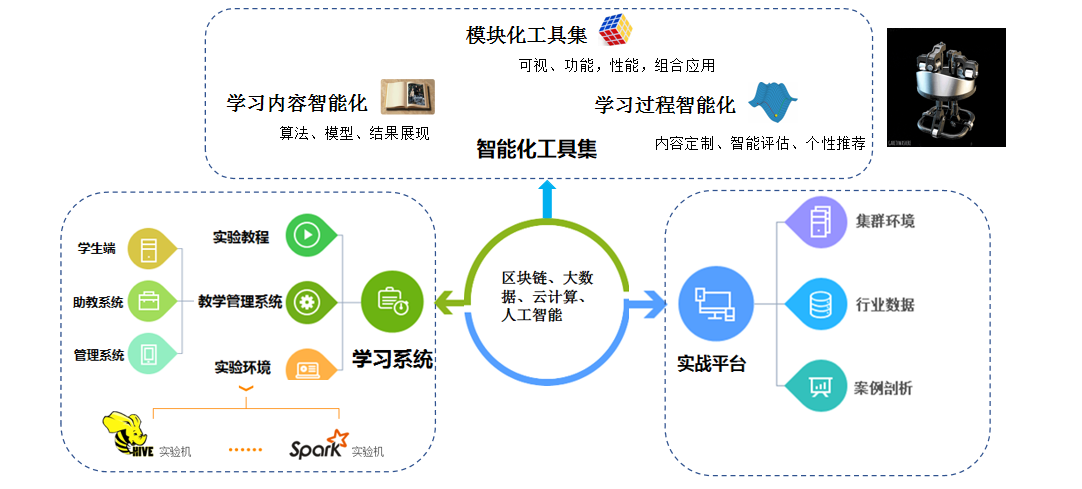 模块化工具集
可视、功能，性能，组合应用
学习内容智能化
算法、模型、结果展现
学习过程智能化
内容定制、智能评估、个性推荐
智能化工具集
学生端
助教系统
管理系统
实验教程
教学管理系统
实验环境
学习系统
HIVE 实验机
Spark 实验机
区块链、大数
据、云计算、
人工智能
实战平台
集群环境
行业数据
案例剖析